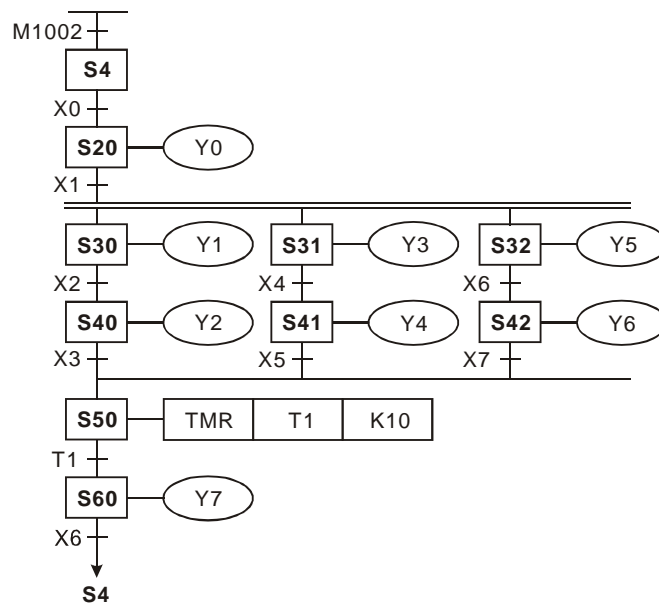 M1002
S4
X0
S20 Y0
X1
S30 Y1 S31 Y3 S32 Y5
X2 X4 X6
S40 Y2 S41 Y4 S42 Y6
X3 X5 X7
S50 TMR T1 K10
T1
S60 Y7
X6
S4